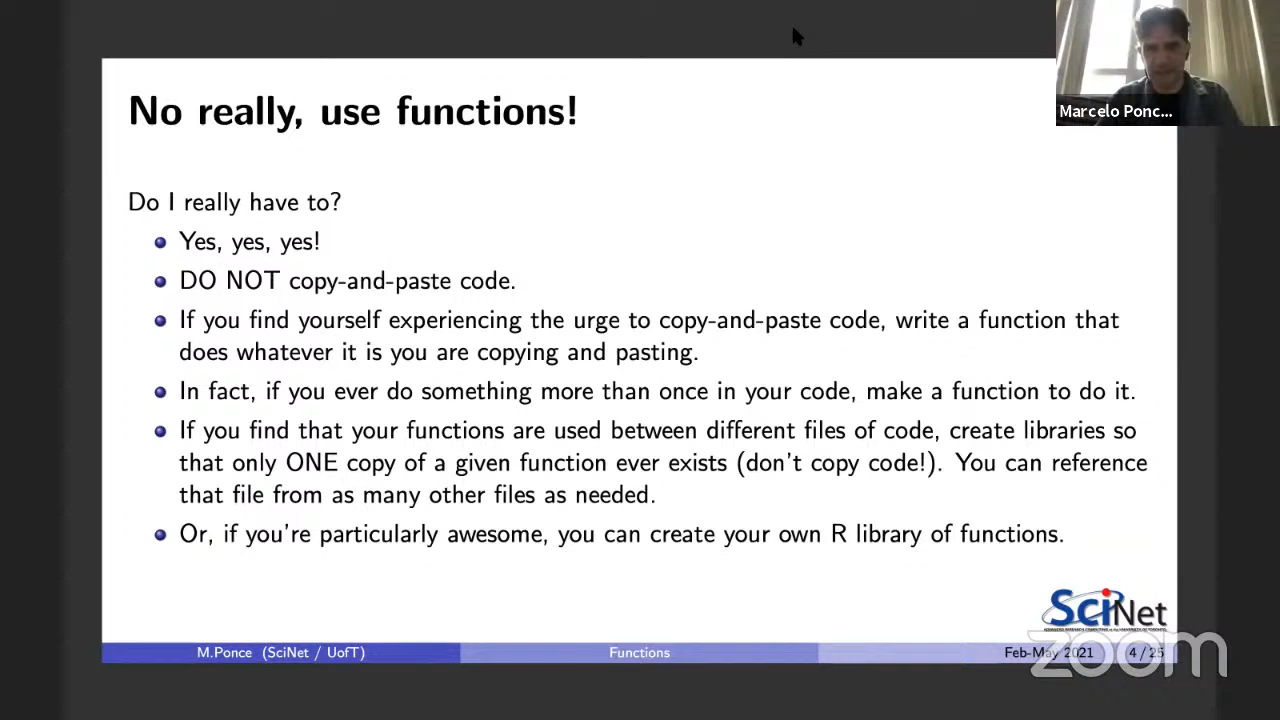 No really, use functions!
Marcelo Ponc...
Do I really have to?
Yes, yes, yes!
DO NOT copy-and-paste code.
If you find yourself experiencing the urge to copy-and-paste code, write a function that
does whatever it is you are copying and pasting.
In fact, if you ever do something more than once in your code, make a function to do it.
If you find that your functions are used between different files of code, create libraries so
that only ONE copy of a given function ever exists (don't copy code!). You can reference
that file from as many other files as needed.
Or, if you're particularly awesome, you can create your own R library of functions.
SciNet
M.Ponce (SciNet / UofT)
Functions
Feb-May 2021
4 / 25
zoom